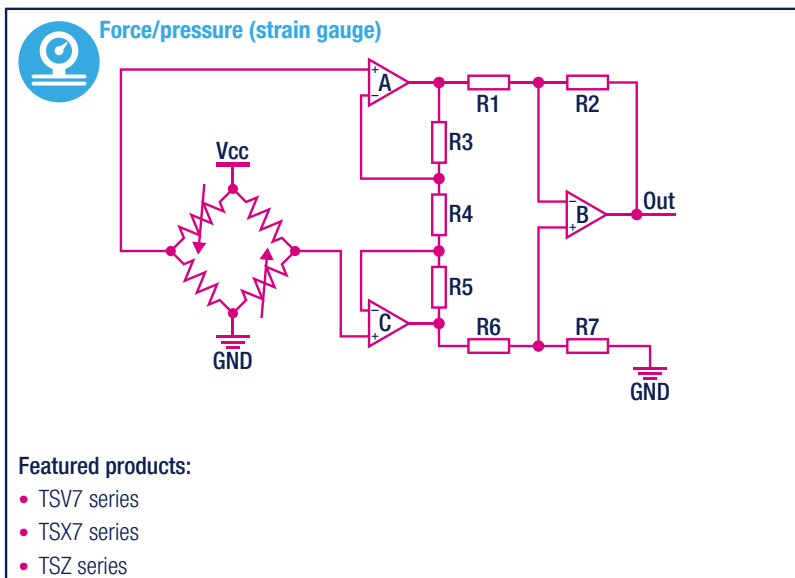 Force/pressure (strain gauge)
A
R1
R2
R3
Vcc
R4
B
Out
R5
C
R6
R7
GND
GND
Featured products:
• TSV7 series
• TSX7 series
• TSZ series